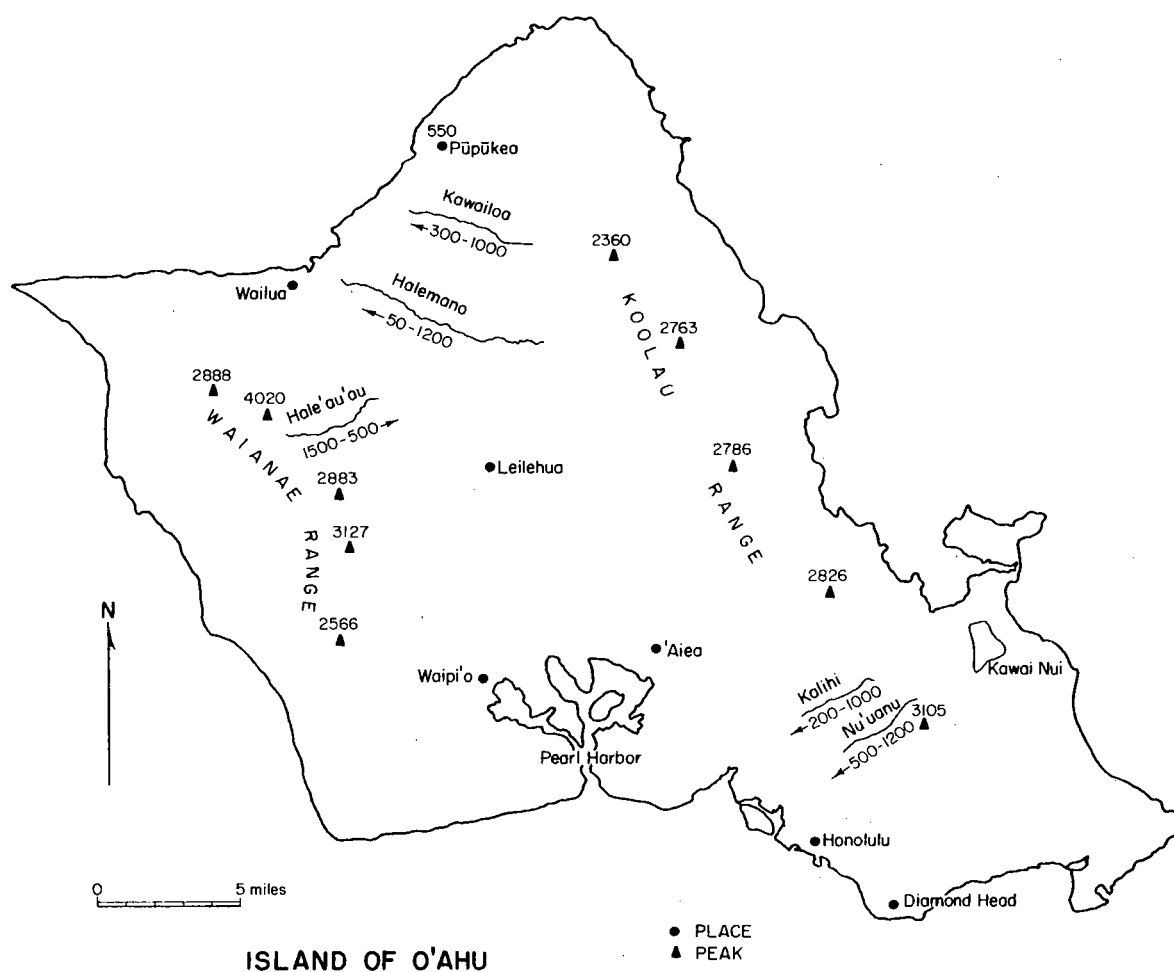 550
Pūpūkea
Kawailoa
300-1000
2360
Wailua
Halemano
50-1200
KOOLAU RANGE
2763
2888
4020
Hale'au'au
1500-500
WAIANAE RANGE
2786
Leilehua
2883
3127
2826
N
2566
'Aiea
Waipi'o
Kawai Nui
Kalihi
200-1000
Nu'uanu
3105
500-1200
Pearl Harbor
Honolulu
0 5 miles
Diamond Head
PLACE
PEAK
ISLAND OF O'AHU